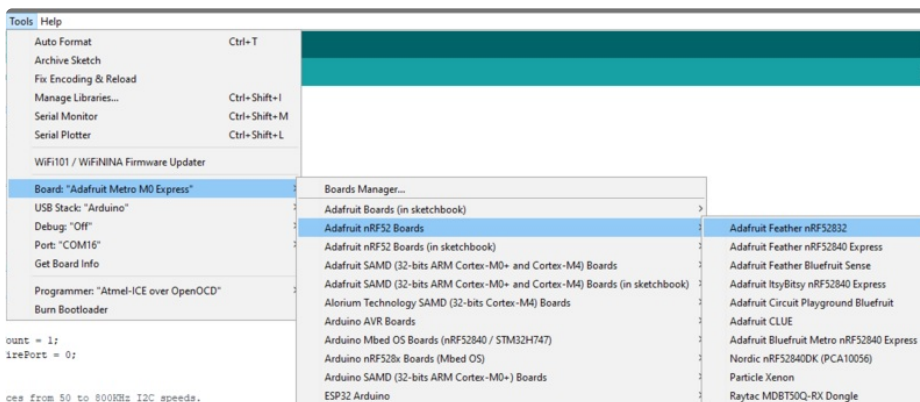 Tools Help
Auto Format Ctrl+T
Archive Sketch
Fix Encoding & Reload
Manage Libraries... Ctrl+Shift+I
Serial Monitor Ctrl+Shift+M
Serial Plotter Ctrl+Shift+L
WiFi101 / WiFiNINA Firmware Updater
Board: "Adafruit Metro M0 Express"
USB Stack: "Arduino"
Debug: "Off"
Port: "COM16"
Get Board Info
Programmer: "Atmel-ICE over OpenOCD"
Burn Bootloader
Boards Manager...
Adafruit Boards (in sketchbook)
Adafruit nRF52 Boards
Adafruit nRF52 Boards (in sketchbook)
Adafruit SAMD (32-bits ARM Cortex-M0+ and Cortex-M4) Boards
Adafruit SAMD (32-bits ARM Cortex-M0+ and Cortex-M4) Boards (in sketchbook)
Alorium Technology SAMD (32-bits Cortex-M4) Boards
Arduino AVR Boards
Arduino Mbed OS Boards (nRF52840 / STM32H747)
Arduino nRF528x Boards (Mbed OS)
Arduino SAMD (32-bits ARM Cortex-M0+) Boards
ESP32 Arduino
Adafruit Feather nRF52832
Adafruit Feather nRF52840 Express
Adafruit Feather Bluefruit Sense
Adafruit ItsyBitsy nRF52840 Express
Adafruit Circuit Playground Bluefruit
Adafruit CLUE
Adafruit Bluefruit Metro nRF52840 Express
Nordic nRF52840DK (PCA10056)
Particle Xenon
Raytac MDBT50Q-RX Dongle
ount = 1;
irePort = 0;
ces from 50 to 800KHz I2C speeds.